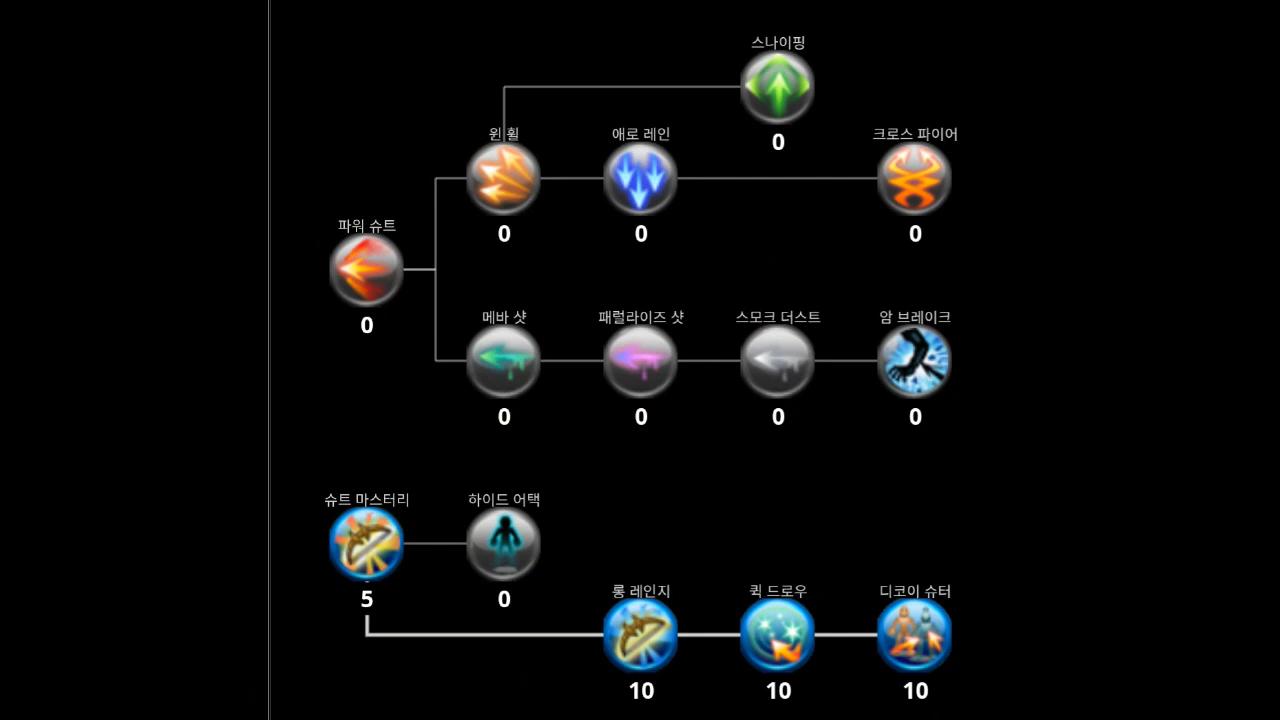 스나이핑
0
윈 휠
애로 레인
크로스 파이어
0
0
0
파워 슈트
0
메바 샷
패럴라이즈 샷
스모크 더스트
암 브레이크
0
0
0
0
슈트 마스터리
하이드 어택
5
0
롱 레인지
퀵 드로우
디코이 슈터
10
10
10